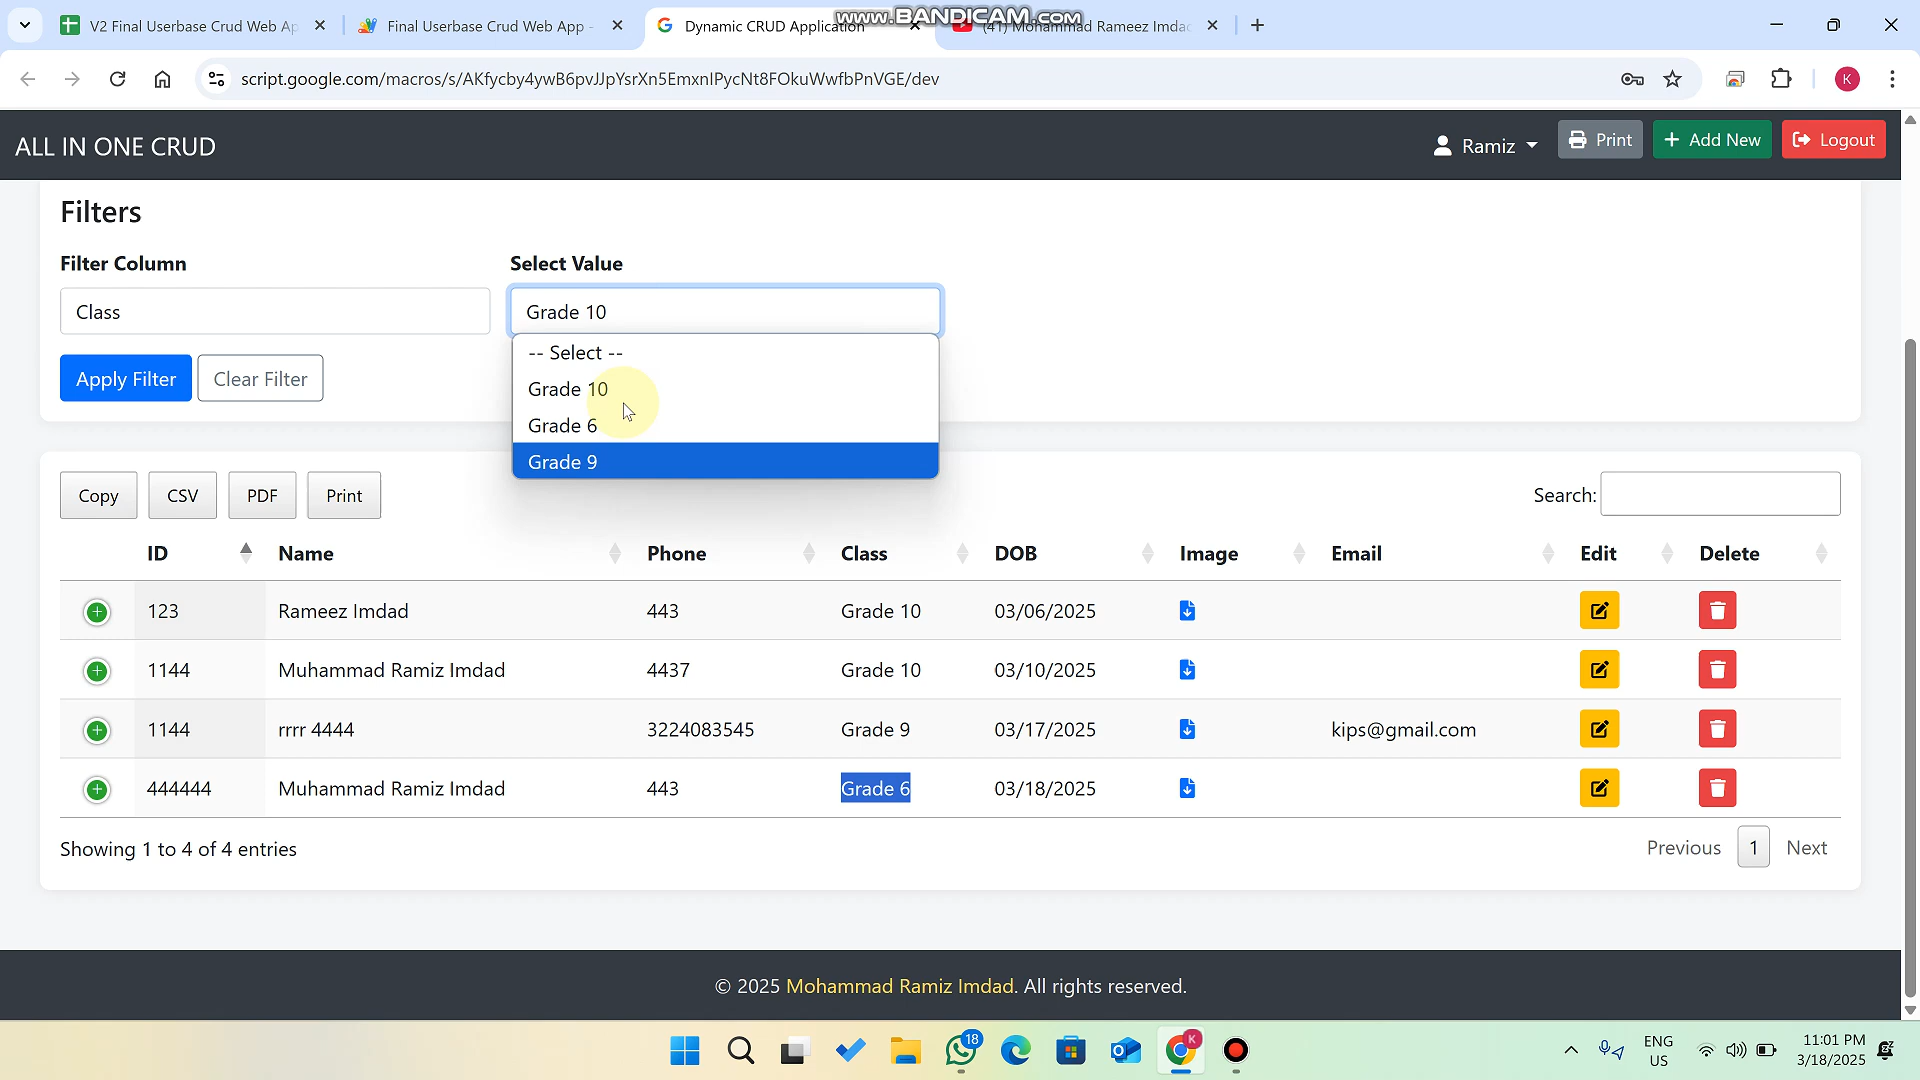 V2 Final Userbase Crud Web Ap
Final Userbase Crud Web App -
Dynamic CRUD Application
(41) Mohammad Rameez Imdad
www.BANDICAM.com
script.google.com/macros/s/AKfycby4ywB6pvJJpYsrXn5EmxnIPycNt8FOkuWwfbPnVGE/dev
K
ALL IN ONE CRUD
Ramiz
Print
Add New
Logout
Filters
Filter Column
Select Value
Class
Grade 10
-- Select --
Grade 10
Grade 6
Grade 9
Apply Filter
Clear Filter
Copy
CSV
PDF
Print
Search:
ID Name Phone Class DOB Image Email Edit Delete
123 Rameez Imdad 443 Grade 10 03/06/2025
1144 Muhammad Ramiz Imdad 4437 Grade 10 03/10/2025
1144 rrrr 4444 3224083545 Grade 9 03/17/2025 kips@gmail.com
444444 Muhammad Ramiz Imdad 443 Grade 6 03/18/2025
Showing 1 to 4 of 4 entries
Previous 1 Next
© 2025 Mohammad Ramiz Imdad. All rights reserved.
18
K
ENG
US
11:01 PM
3/18/2025